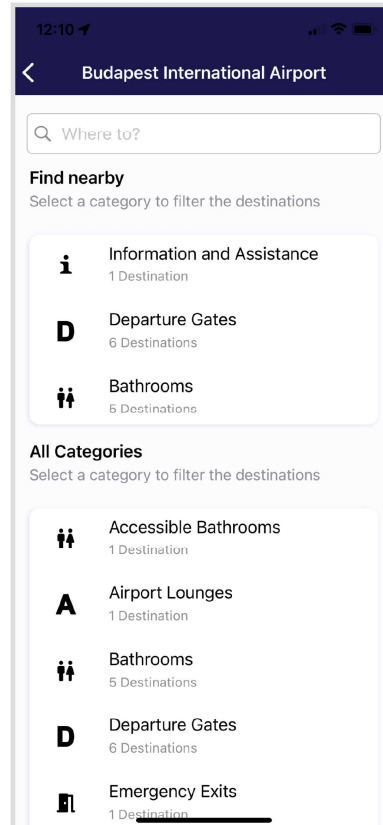 12:10
Budapest International Airport
Where to?
Find nearby
Select a category to filter the destinations
i
Information and Assistance
1 Destination
D
Departure Gates
6 Destinations
Bathrooms
5 Destinations
All Categories
Select a category to filter the destinations
Accessible Bathrooms
1 Destination
A
Airport Lounges
1 Destination
Bathrooms
5 Destinations
D
Departure Gates
6 Destinations
Emergency Exits
1 Destination